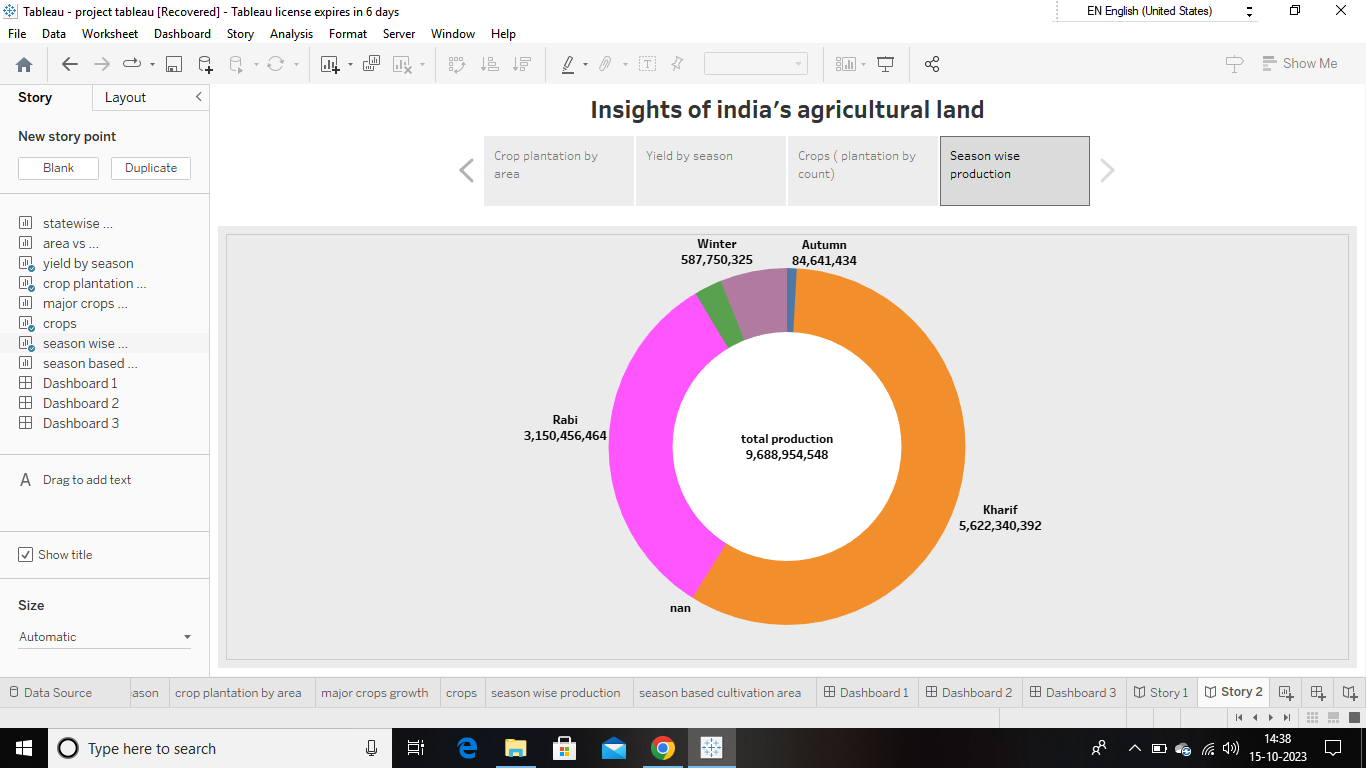 Tableau - project tableau [Recovered] - Tableau license expires in 6 days
EN English (United States)
File Data Worksheet Dashboard Story Analysis Format Server Window Help
Show Me
Story Layout
New story point
Blank Duplicate
statewise ...
area vs ...
yield by season
crop plantation ...
major crops ...
crops
season wise ...
season based ...
Dashboard 1
Dashboard 2
Dashboard 3
A Drag to add text
Show title
Size
Automatic
Insights of india’s agricultural land
Crop plantation by
area
Yield by season
Crops ( plantation by
count)
Season wise
production
Winter
587,750,325
Autumn
84,641,434
Rabi
3,150,456,464
total production
9,688,954,548
Kharif
5,622,340,392
nan
Data Source ason crop plantation by area major crops growth crops season wise production season based cultivation area Dashboard 1 Dashboard 2 Dashboard 3 Story 1 Story 2
Type here to search
14:38
15-10-2023